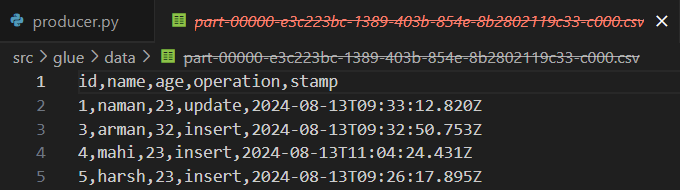 producer.py part-00000-e3c223bc-1389-403b-854e-8b2802119c33-c000.csv
src > glue > data > part-00000-e3c223bc-1389-403b-854e-8b2802119c33-c000.csv
1 id,name,age,operation,stamp
2 1,naman,23,update,2024-08-13T09:33:12.820Z
3 3,arman,32,insert,2024-08-13T09:32:50.753Z
4 4,mahi,23,insert,2024-08-13T11:04:24.431Z
5 5,harsh,23,insert,2024-08-13T09:26:17.895Z